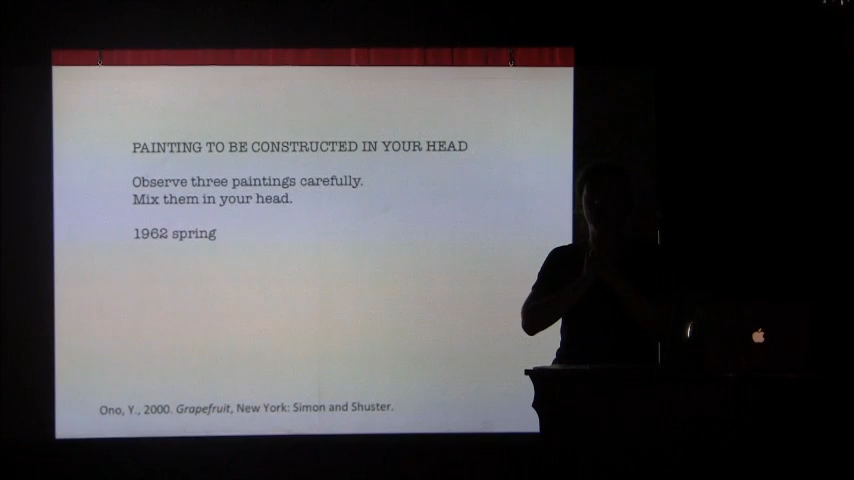 PAINTING TO BE CONSTRUCTED IN YOUR HEAD
Observe three paintings carefully.
Mix them in your head.
1962 spring
Ono, Y., 2000. Grapefruit, New York: Simon and Shuster.